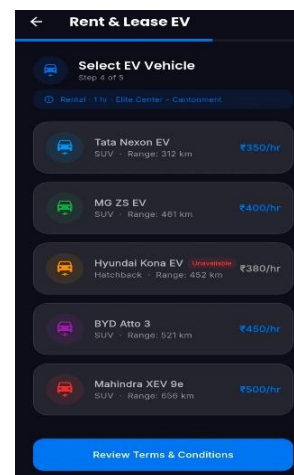 ← Rent & Lease EV
Select EV Vehicle
Step 4 of 5
Rental · 1 hr · Elite Center - Cantonment
Tata Nexon EV
SUV · Range: 312 km
₹350/hr
MG ZS EV
SUV · Range: 461 km
₹400/hr
Hyundai Kona EV Unavailable
Hatchback · Range: 452 km
₹380/hr
BYD Atto 3
SUV · Range: 521 km
₹450/hr
Mahindra XEV 9e
SUV · Range: 656 km
₹500/hr
Review Terms & Conditions